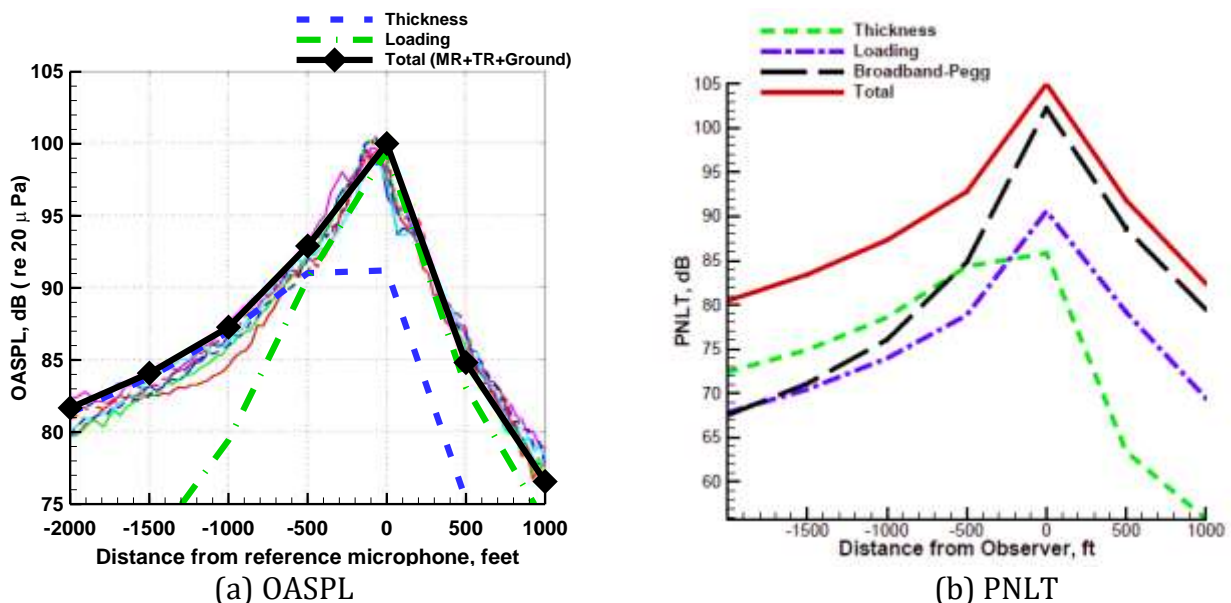 Thickness
Loading
Total (MR+TR+Ground)
105
100
95
90
85
80
75
OASPL, dB ( re 20 μ Pa)
-2000 -1500 -1000 -500 0 500 1000
Distance from reference microphone, feet
(a) OASPL
Thickness
Loading
Broadband-Pegg
Total
105
100
95
90
85
80
75
70
65
60
PNLT, dB
-1500 -1000 -500 0 500 1000
Distance from Observer, ft
(b) PNLT